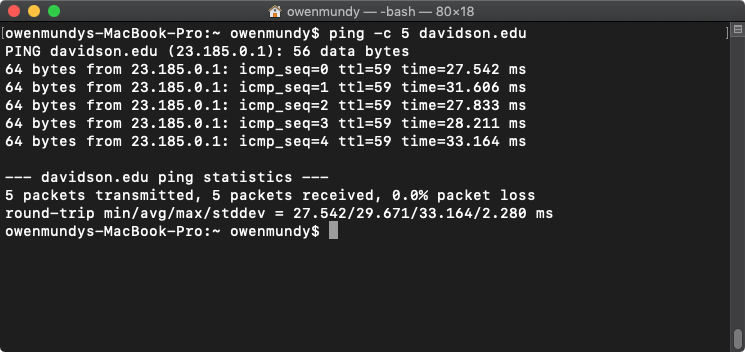 owenmundy — -bash — 80×18
[owenmundys-MacBook-Pro:~ owenmundy$ ping -c 5 davidson.edu ]
PING davidson.edu (23.185.0.1): 56 data bytes
64 bytes from 23.185.0.1: icmp_seq=0 ttl=59 time=27.542 ms
64 bytes from 23.185.0.1: icmp_seq=1 ttl=59 time=31.606 ms
64 bytes from 23.185.0.1: icmp_seq=2 ttl=59 time=27.833 ms
64 bytes from 23.185.0.1: icmp_seq=3 ttl=59 time=28.211 ms
64 bytes from 23.185.0.1: icmp_seq=4 ttl=59 time=33.164 ms
--- davidson.edu ping statistics ---
5 packets transmitted, 5 packets received, 0.0% packet loss
round-trip min/avg/max/stddev = 27.542/29.671/33.164/2.280 ms
owenmundys-MacBook-Pro:~ owenmundy$